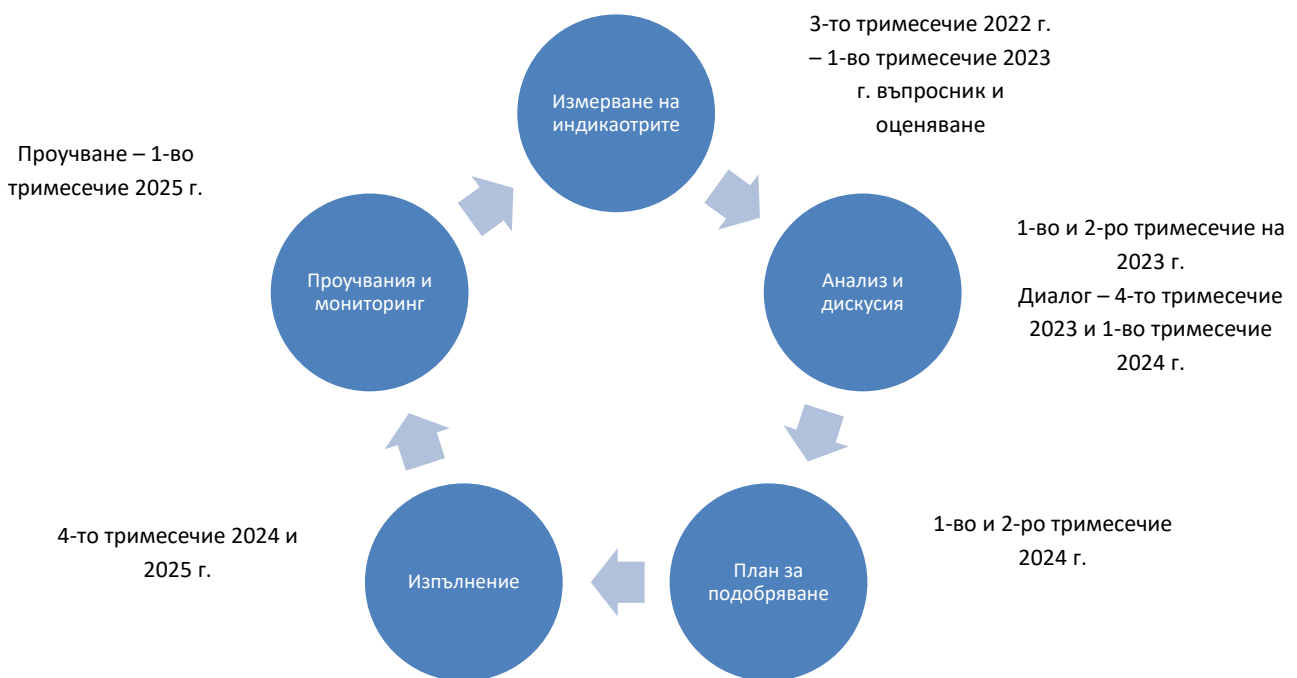 3-то тримесечие 2022 г.
– 1-во тримесечие 2023
г. въпросник и
оценяване
Измерване на
индикаотрите
Проучване – 1-во
тримесечие 2025 г.
1-во и 2-ро тримесечие на
2023 г.
Диалог – 4-то тримесечие
2023 и 1-во тримесечие
2024 г.
Проучвания и
мониторинг
Анализ и
дискусия
4-то тримесечие 2024 и
2025 г.
1-во и 2-ро тримесечие
2024 г.
Изпълнение
План за
подобряване